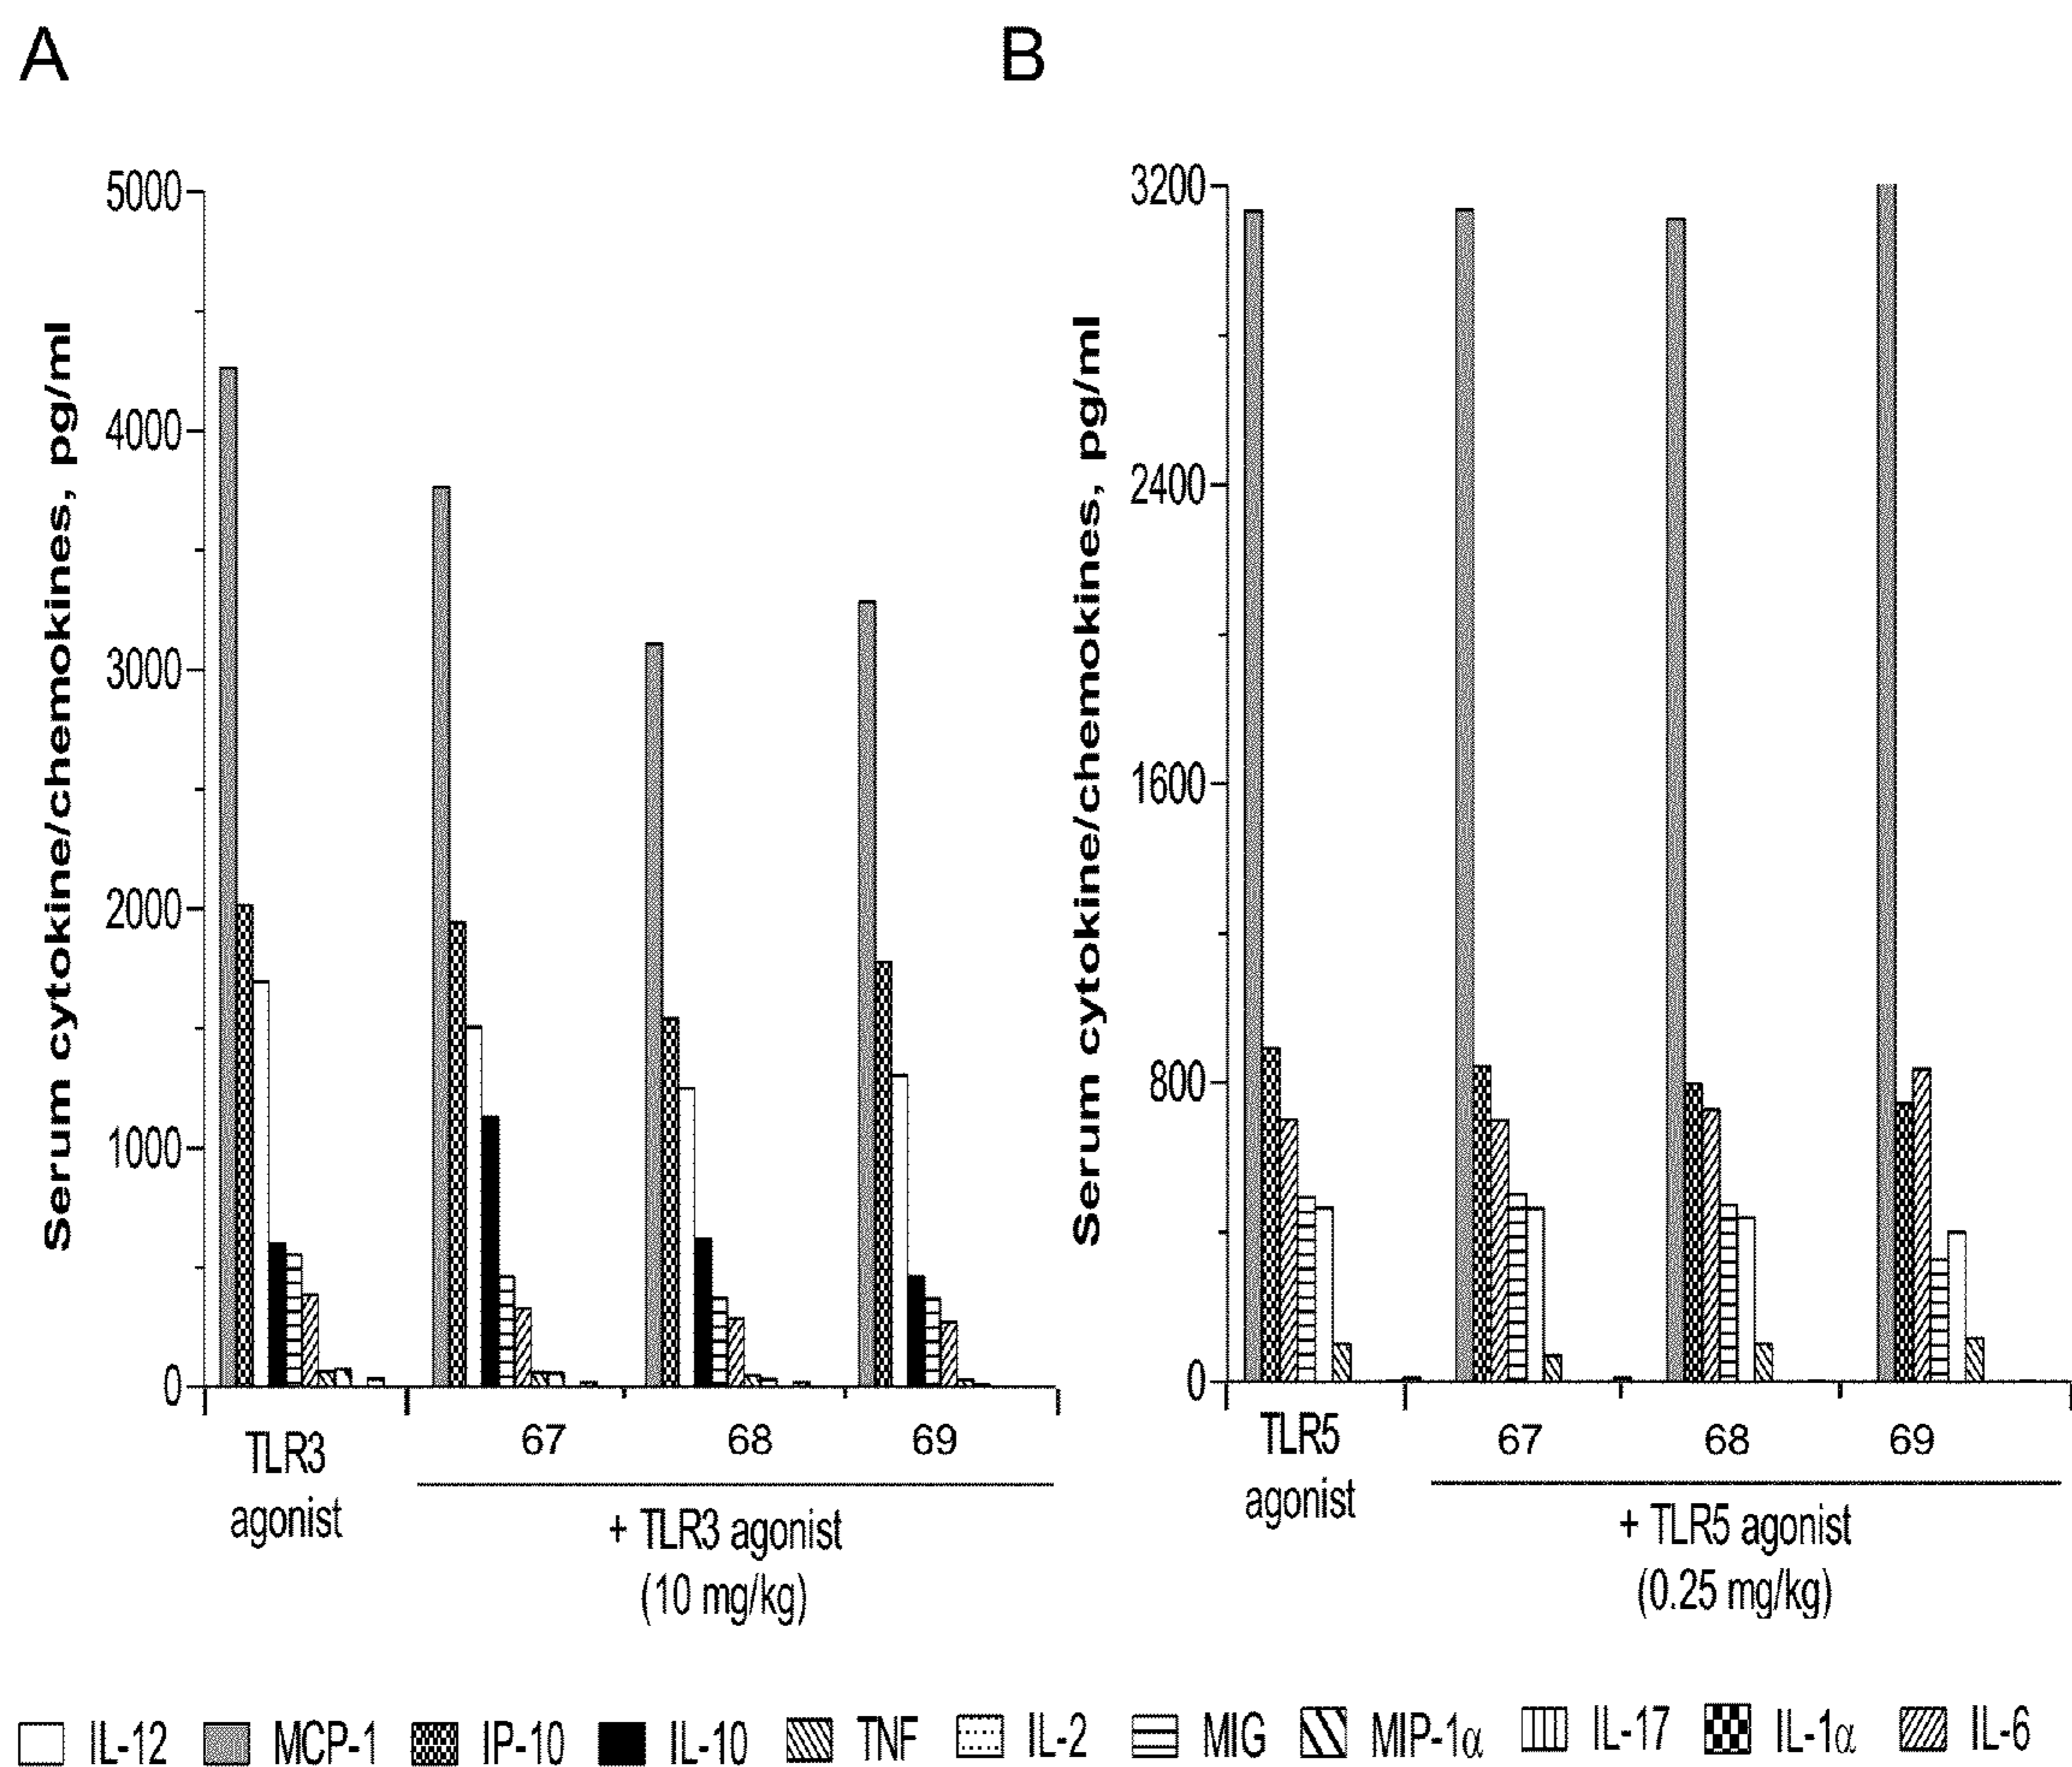 A
B
Serum cytokine/chemokines, pg/ml
5000
4000
3000
2000
1000
0
TLR3
agonist
67
68
69
+ TLR3 agonist
(10 mg/kg)
Serum cytokine/chemokines, pg/ml
3200
2400
1600
800
0
TLR5
agonist
67
68
69
+ TLR5 agonist
(0.25 mg/kg)
IL-12 MCP-1 IP-10 IL-10 TNF IL-2 MIG MIP-1α IL-17 IL-1α IL-6